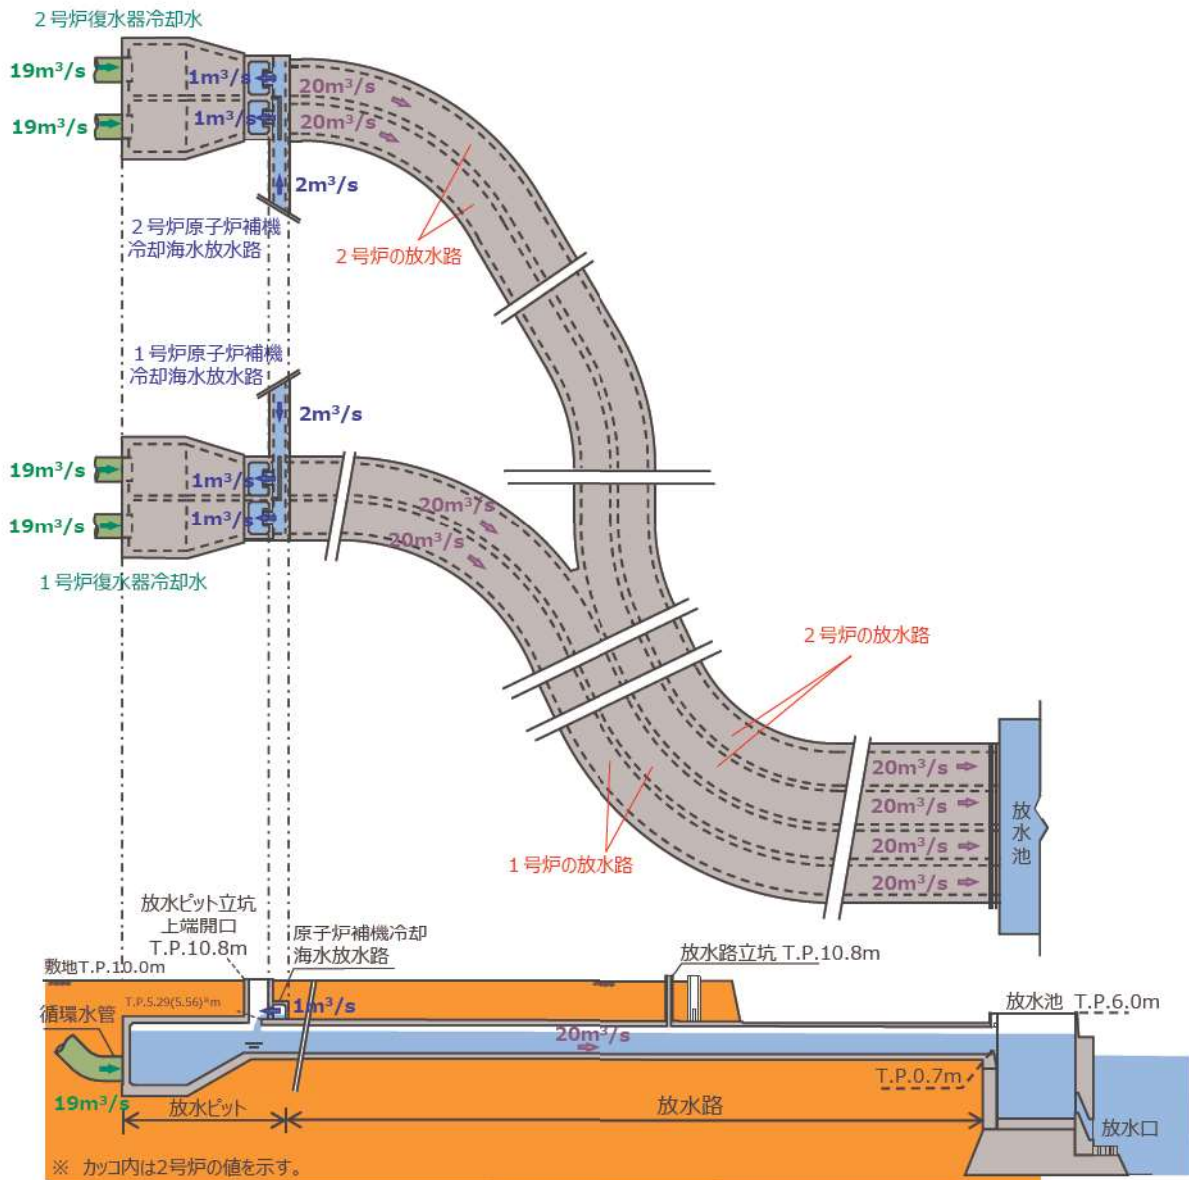 2号炉復水器冷却水
19m³/s
19m³/s
1m³/s
1m³/s
20m³/s
20m³/s
2m³/s
2号炉原子炉補機
冷却海水放水路
2号炉の放水路
1号炉原子炉補機
冷却海水放水路
2m³/s
19m³/s
19m³/s
1m³/s
1m³/s
20m³/s
20m³/s
1号炉復水器冷却水
2号炉の放水路
1号炉の放水路
20m³/s
20m³/s
20m³/s
20m³/s
放水池
放水ピット立坑
上端開口
T.P.10.8m
原子炉補機冷却
海水放水路
放水路立坑 T.P.10.8m
敷地T.P.10.0m
T.P.5.29(5.56)※m
1m³/s
循環水管
20m³/s
放水池 T.P.6.0m
T.P.0.7m
19m³/s
放水ピット
放水路
放水口
※ カッコ内は2号炉の値を示す。